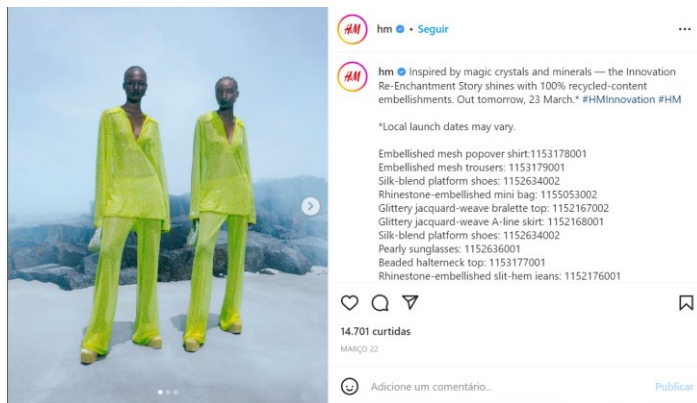 H&M
hm • Seguir
H&M
hm Inspired by magic crystals and minerals — the Innovation
Re-Enchantment Story shines with 100% recycled-content
embellishments. Out tomorrow, 23 March.* #HMInnovation #HM
*Local launch dates may vary.
Embellished mesh popover shirt:1153178001
Embellished mesh trousers: 1153179001
Silk-blend platform shoes: 1152634002
Rhinestone-embellished mini bag: 1155053002
Glittery jacquard-weave bralette top: 1152167002
Glittery jacquard-weave A-line skirt: 1152168001
Silk-blend platform shoes: 1152634002
Pearly sunglasses: 1152636001
Beaded halterneck top: 1153177001
Rhinestone-embellished slit-hem jeans: 1152176001
14.701 curtidas
MARÇO 22
Adicione um comentário... Publicar